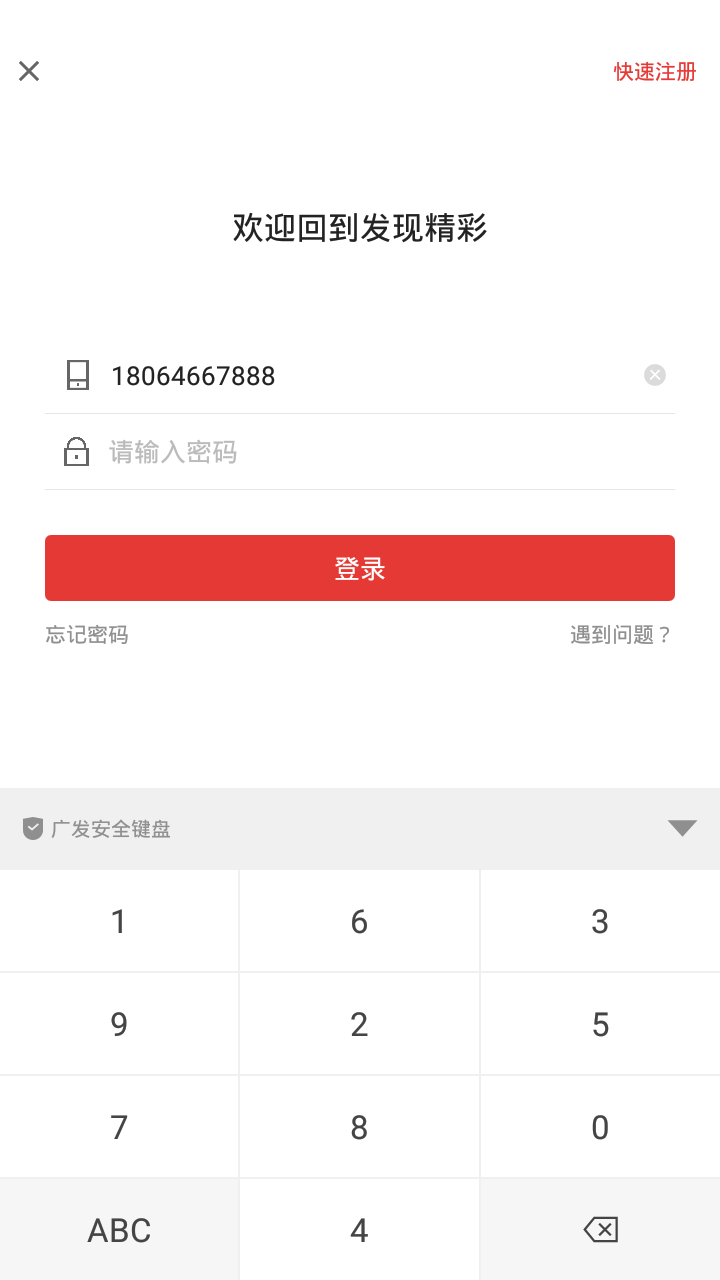 快速注册
欢迎回到发现精彩
18064667888
请输入密码
登录
忘记密码 遇到问题？
广发安全键盘
1 6 3
9 2 5
7 8 0
ABC 4